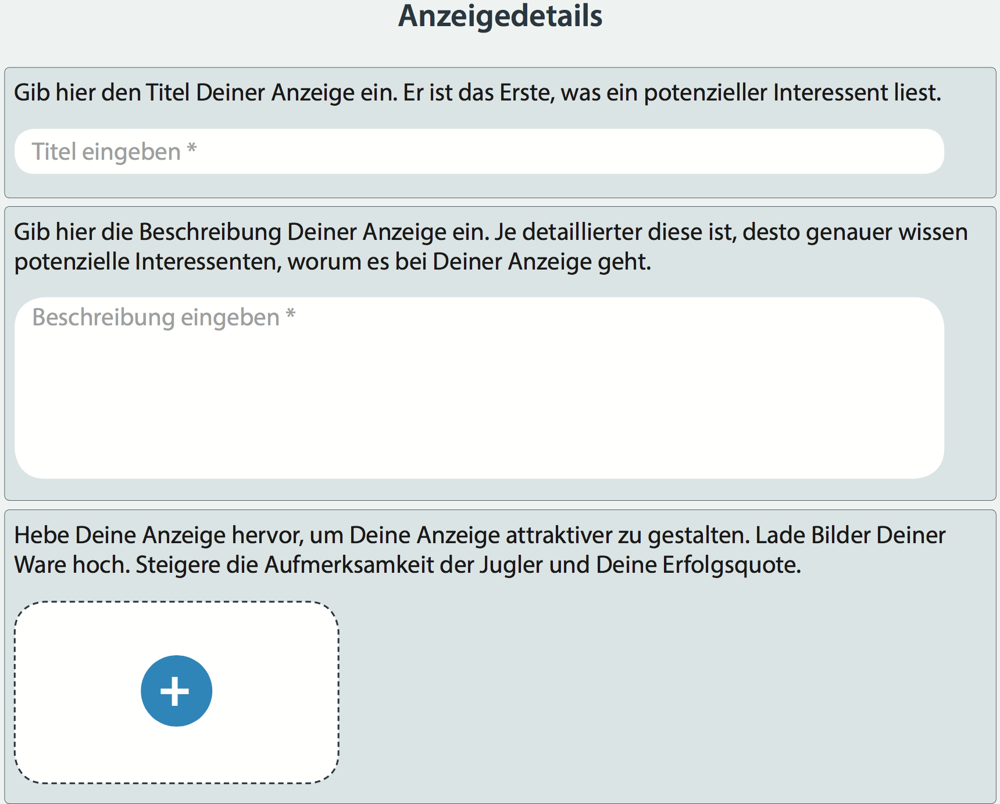 Anzeigedetails
Gib hier den Titel Deiner Anzeige ein. Er ist das Erste, was ein potenzieller Interessent liest.
Titel eingeben *
Gib hier die Beschreibung Deiner Anzeige ein. Je detaillierter diese ist, desto genauer wissen
potenzielle Interessenten, worum es bei Deiner Anzeige geht.
Beschreibung eingeben *
Hebe Deine Anzeige hervor, um Deine Anzeige attraktiver zu gestalten. Lade Bilder Deiner
Ware hoch. Steigere die Aufmerksamkeit der Jugler und Deine Erfolgsquote.
+